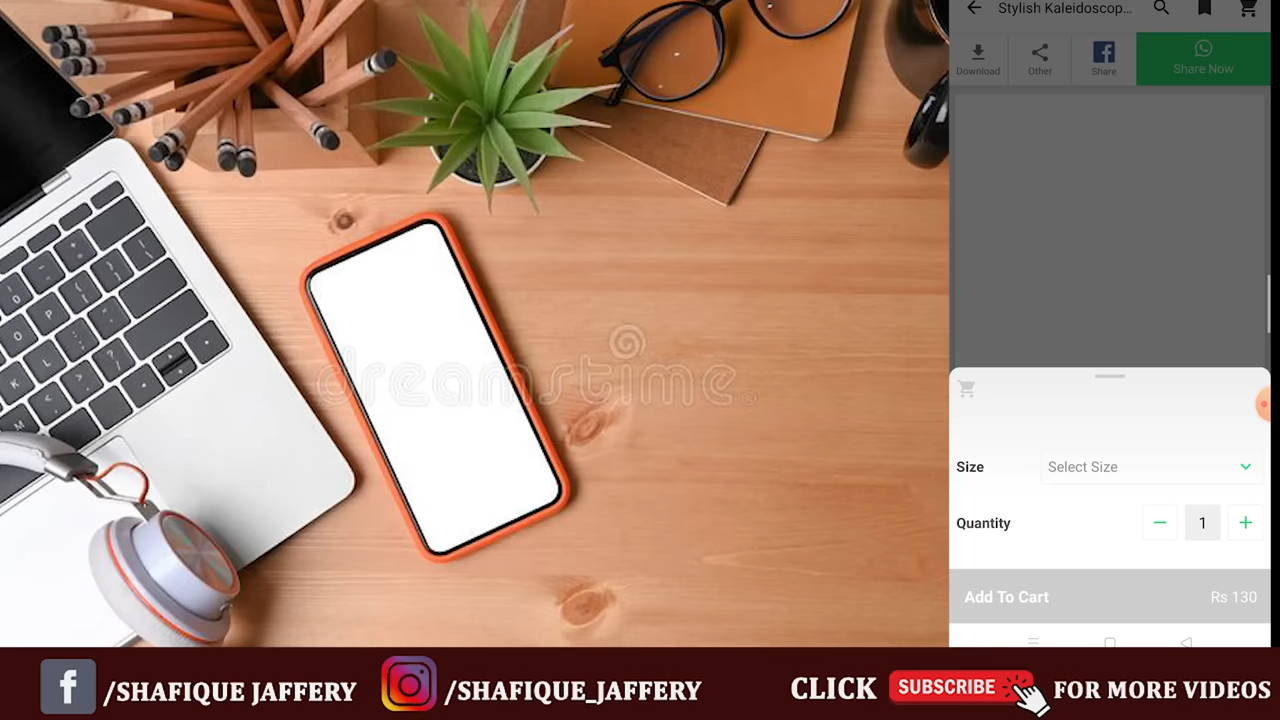 Stylish Kaleidoscop...
Download
Other
Share
Share Now
dreamstime
Size
Select Size
Quantity
1
Add To Cart
Rs 130
/SHAFIQUE JAFFERY
/SHAFIQUE_JAFFERY
CLICK SUBSCRIBE FOR MORE VIDEOS